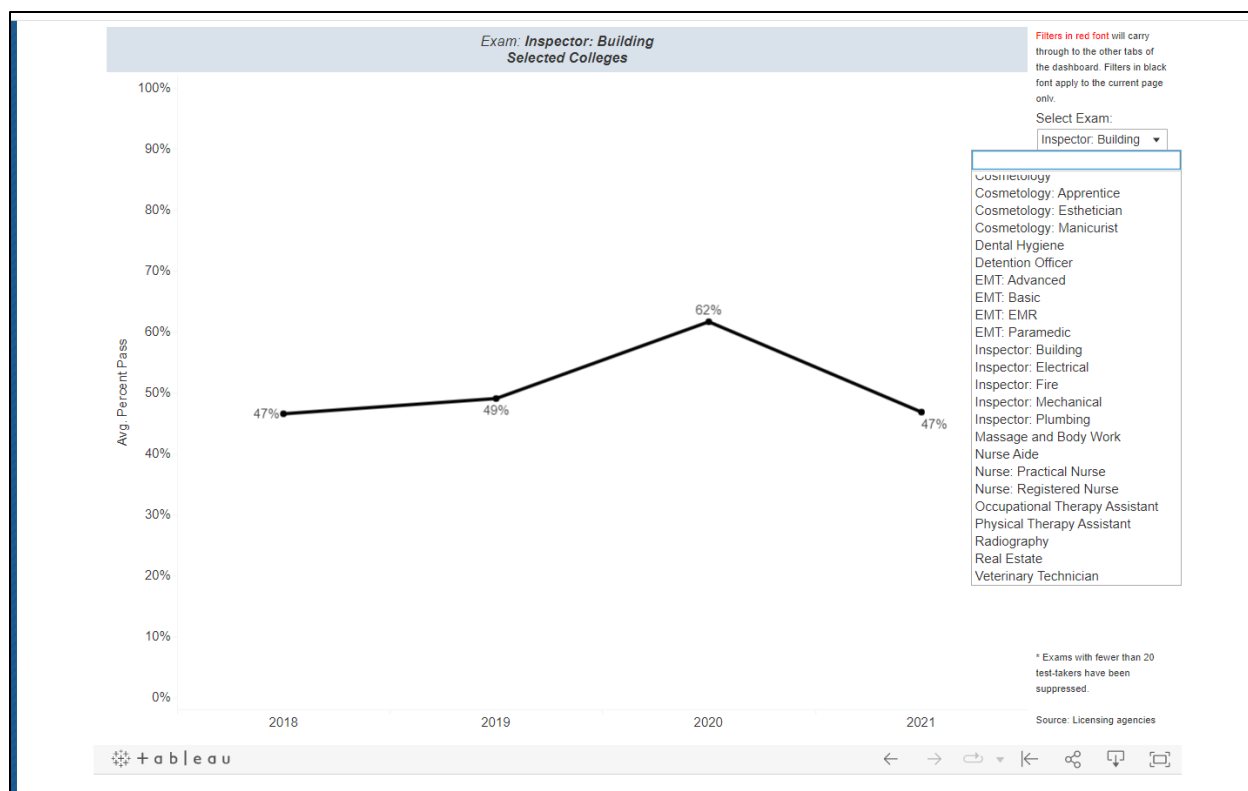 Exam: Inspector: Building
Selected Colleges
Filters in red font will carry
through to the other tabs of
the dashboard. Filters in black
font apply to the current page
only.
Select Exam:
Inspector: Building
Cosmetology
Cosmetology: Apprentice
Cosmetology: Esthetician
Cosmetology: Manicurist
Dental Hygiene
Detention Officer
EMT: Advanced
EMT: Basic
EMT: EMR
EMT: Paramedic
Inspector: Building
Inspector: Electrical
Inspector: Fire
Inspector: Mechanical
Inspector: Plumbing
Massage and Body Work
Nurse Aide
Nurse: Practical Nurse
Nurse: Registered Nurse
Occupational Therapy Assistant
Physical Therapy Assistant
Radiography
Real Estate
Veterinary Technician
100%
90%
80%
70%
60%
50%
40%
30%
20%
10%
0%
Avg. Percent Pass
47%
49%
62%
47%
2018
2019
2020
2021
* Exams with fewer than 20
test-takers have been
suppressed.
Source: Licensing agencies
+ableau